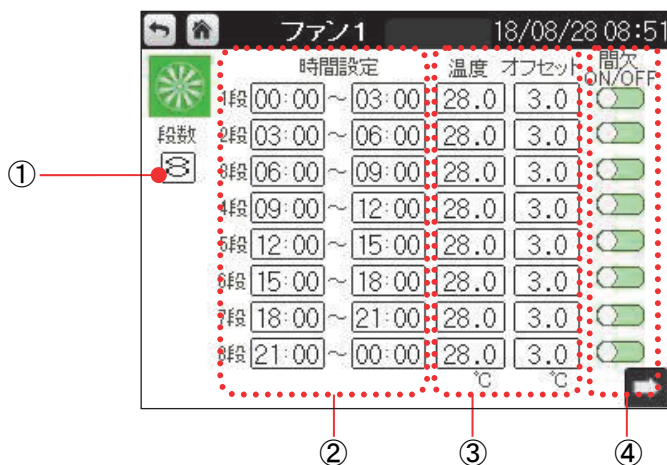 ファン1 18/08/28 08:51
時間設定 温度 オフセット 間欠 ON/OFF
1段 00:00 ~ 03:00 28.0 3.0
段数 2段 03:00 ~ 06:00 28.0 3.0
① 8 3段 06:00 ~ 09:00 28.0 3.0
4段 09:00 ~ 12:00 28.0 3.0
5段 12:00 ~ 15:00 28.0 3.0
6段 15:00 ~ 18:00 28.0 3.0
7段 18:00 ~ 21:00 28.0 3.0
8段 21:00 ~ 00:00 28.0 3.0
℃ ℃
② ③ ④